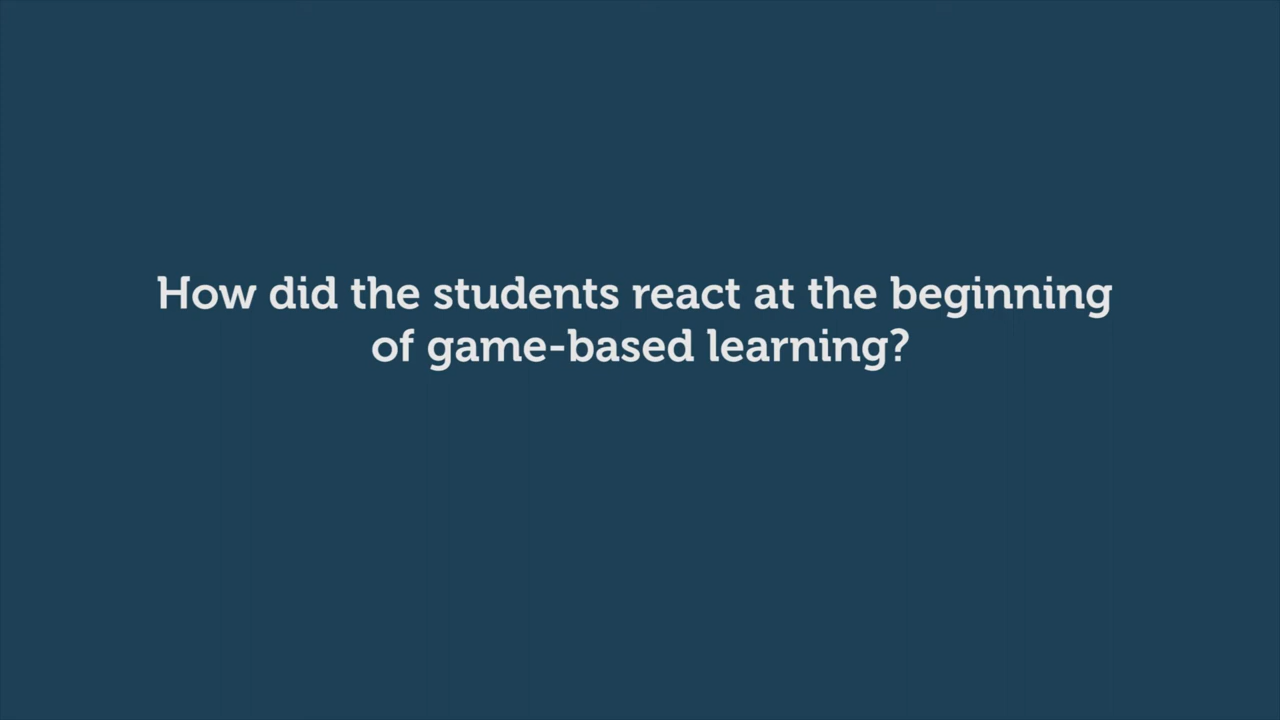 How did the students react at the beginning
of game-based learning?